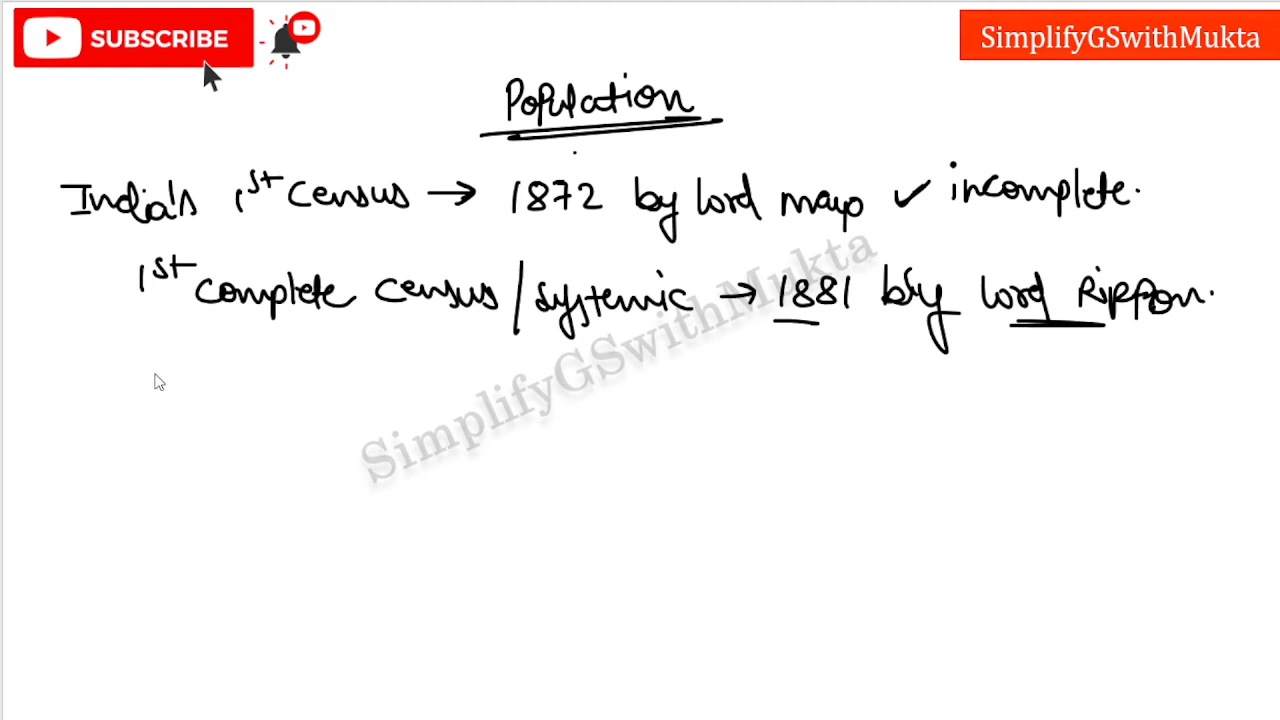 SUBSCRIBE
SimplifyGSwithMukta
Population
India's 1st Census → 1872 by lord mayo ✓ incomplete.
1st complete census / systemic → 1881 by lord Rippon.
SimplifyGSwithMukta